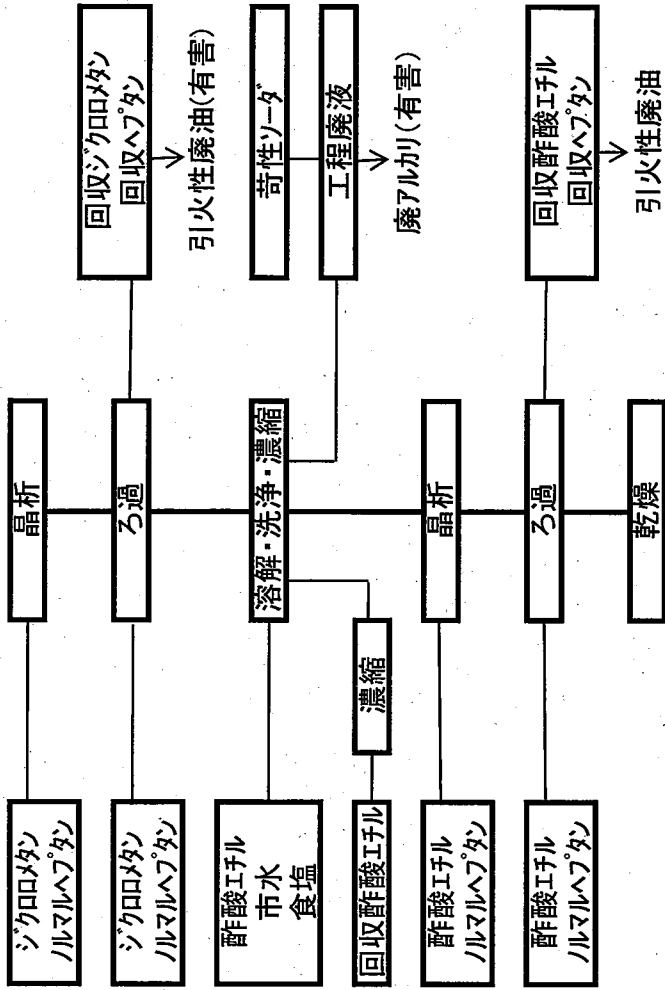 ジクロロメタン
ノルマルヘプタン
晶析
ジクロロメタン
ノルマルヘプタン
ろ過
回収ジクロロメタン
回収ヘプタン
引火性廃油(有害)
酢酸エチル
市水
食塩
溶解・洗浄・濃縮
苛性ソーダ
工程廃液
廃アルカリ(有害)
回収酢酸エチル
濃縮
酢酸エチル
ノルマルヘプタン
晶析
酢酸エチル
ノルマルヘプタン
ろ過
回収酢酸エチル
回収ヘプタン
引火性廃油
乾燥